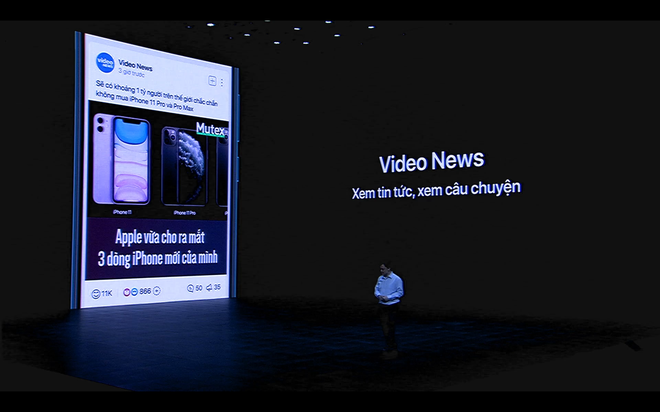 video
news
Video News
3 giờ trước
Sẽ có khoảng 1 tỷ người trên thế giới chắc chắn
không mua iPhone 11 Pro và Pro Max
Mutex
iPhone 11
iPhone 11 Pro
Apple vừa cho ra mắt
3 dòng iPhone mới của mình
11K
866
50
35
Video News
Xem tin tức, xem câu chuyện